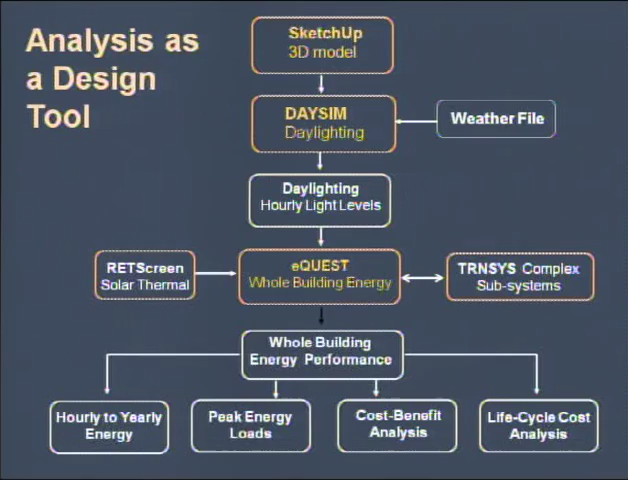 Analysis as
a Design
Tool
SketchUp
3D model
DAYSIM
Daylighting
Weather File
Daylighting
Hourly Light Levels
RETScreen
Solar Thermal
eQUEST
Whole Building Energy
TRNSYS Complex
Sub-systems
Whole Building
Energy Performance
Hourly to Yearly
Energy
Peak Energy
Loads
Cost-Benefit
Analysis
Life-Cycle Cost
Analysis